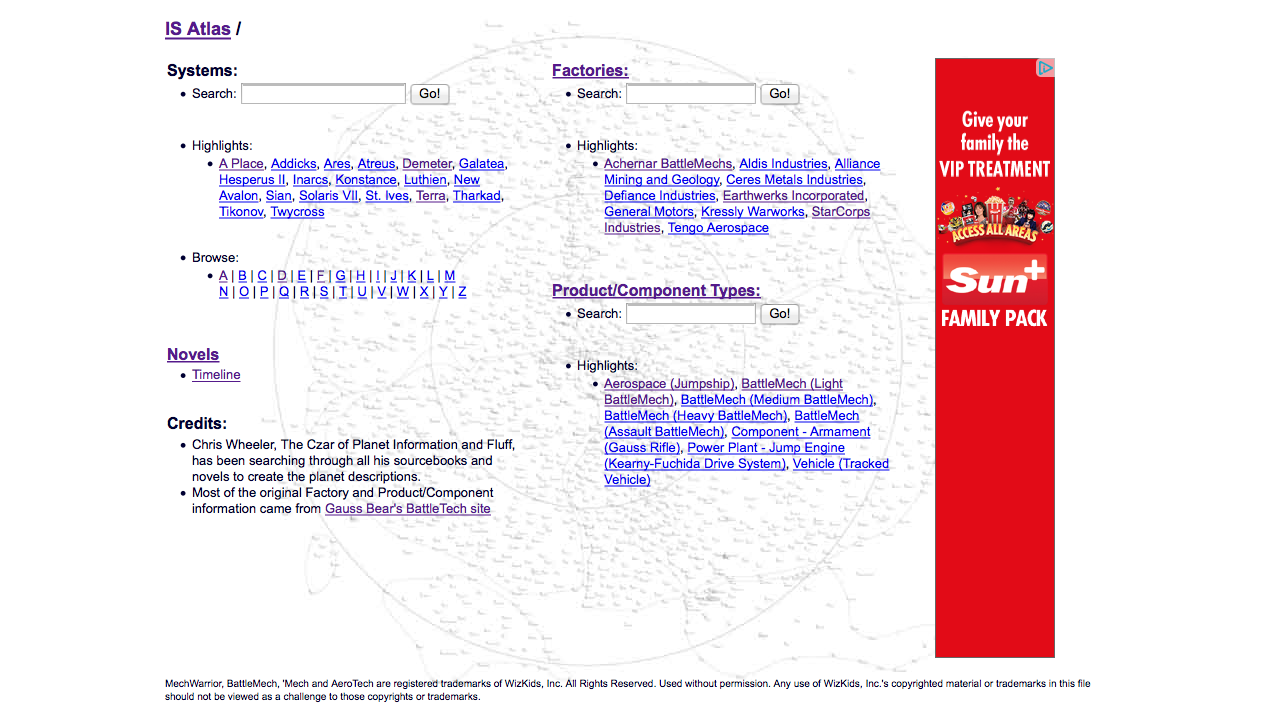 IS Atlas /
Systems:
Search: Go!
Highlights:
A Place, Addicks, Ares, Atreus, Demeter, Galatea,
Hesperus II, Inarcs, Konstance, Luthien, New
Avalon, Sian, Solaris VII, St. Ives, Terra, Tharkad,
Tikonov, Twycross
Browse:
A | B | C | D | E | F | G | H | I | J | K | L | M
N | O | P | Q | R | S | T | U | V | W | X | Y | Z
Novels
Timeline
Credits:
Chris Wheeler, The Czar of Planet Information and Fluff,
has been searching through all his sourcebooks and
novels to create the planet descriptions.
Most of the original Factory and Product/Component
information came from Gauss Bear's BattleTech site
Factories:
Search: Go!
Highlights:
Achernar BattleMechs, Aldis Industries, Alliance
Mining and Geology, Ceres Metals Industries,
Defiance Industries, Earthwerks Incorporated,
General Motors, Kressly Warworks, StarCorps
Industries, Tengo Aerospace
Product/Component Types:
Search: Go!
Highlights:
Aerospace (Jumpship), BattleMech (Light
BattleMech), BattleMech (Medium BattleMech),
BattleMech (Heavy BattleMech), BattleMech
(Assault BattleMech), Component - Armament
(Gauss Rifle), Power Plant - Jump Engine
(Kearny-Fuchida Drive System), Vehicle (Tracked
Vehicle)
Give your
family the
VIP TREATMENT
ACCESS ALL AREAS
Sun+
FAMILY PACK
MechWarrior, BattleMech, 'Mech and AeroTech are registered trademarks of WizKids, Inc. All Rights Reserved. Used without permission. Any use of WizKids, Inc.'s copyrighted material or trademarks in this file
should not be viewed as a challenge to those copyrights or trademarks.